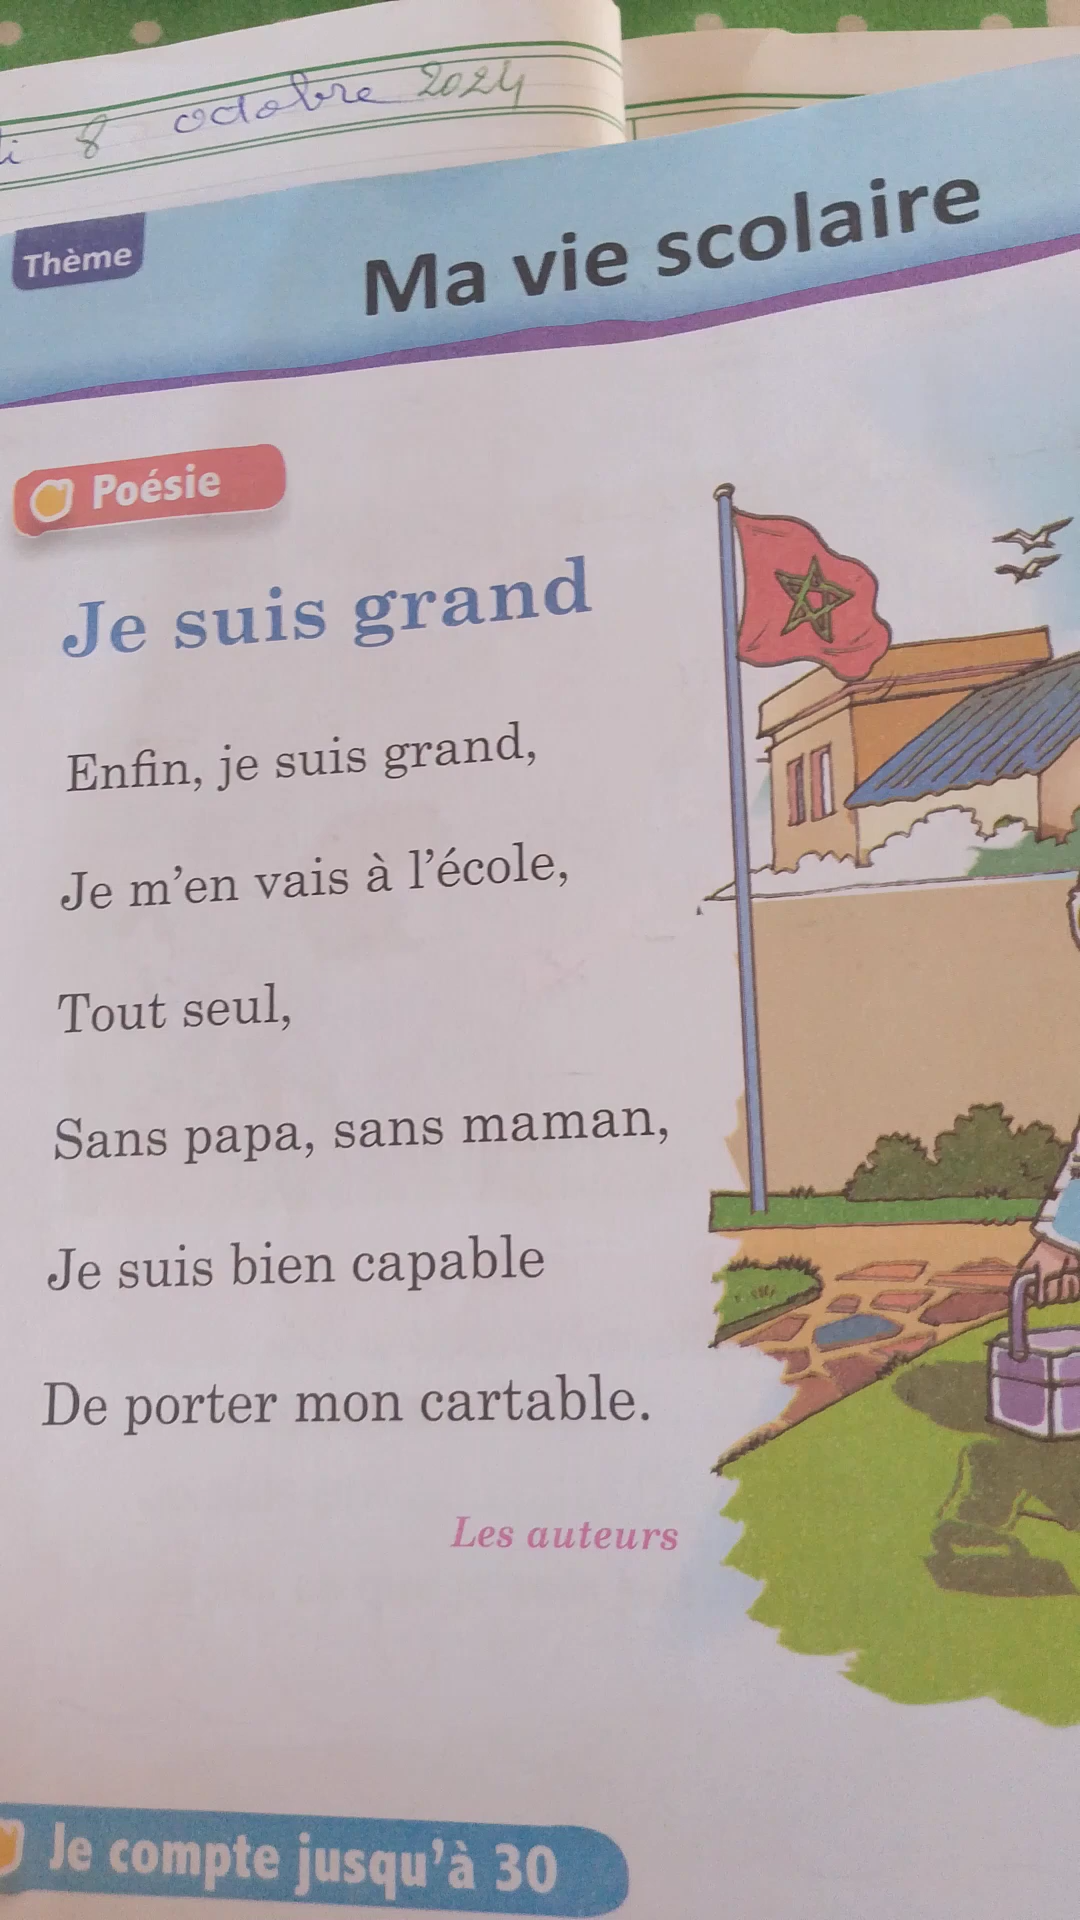 8 octobre 2024
Thème
Ma vie scolaire
Poésie
Je suis grand
Enfin, je suis grand,
Je m'en vais à l'école,
Tout seul,
Sans papa, sans maman,
Je suis bien capable
De porter mon cartable.
Les auteurs
Je compte jusqu'à 30